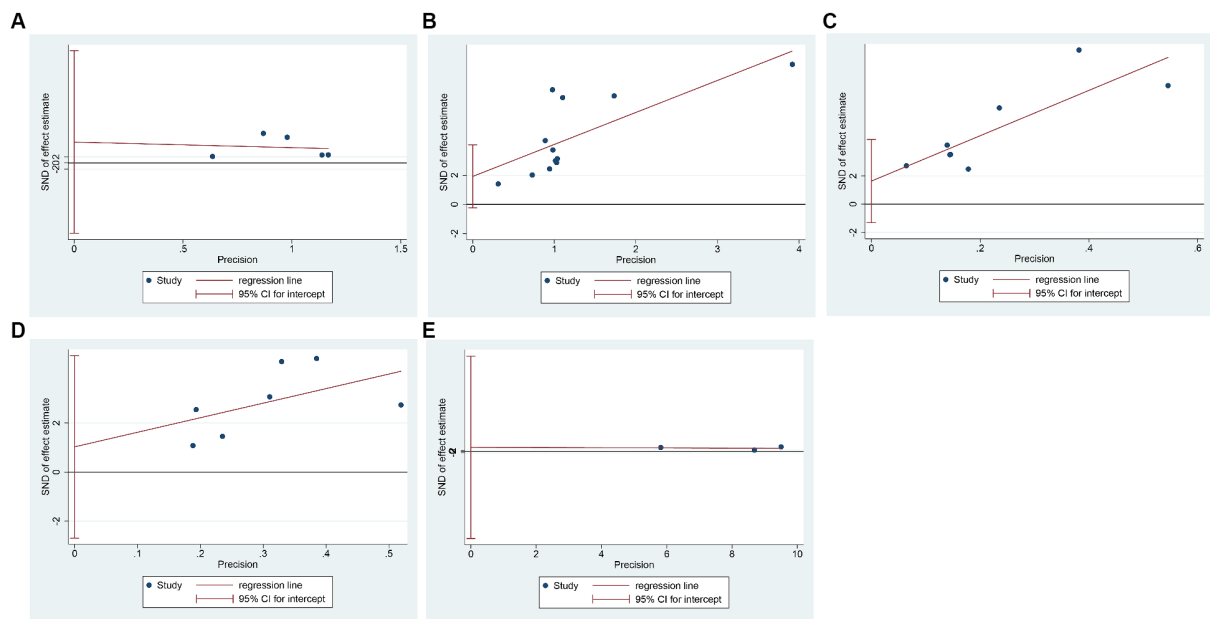 A
SND of effect estimate
-202
0
.5
1
1.5
Precision
Study
regression line
95% CI for intercept
B
SND of effect estimate
2
0
-2
0
1
2
3
4
Precision
Study
regression line
95% CI for intercept
C
SND of effect estimate
2
0
-2
0
.2
.4
.6
Precision
Study
regression line
95% CI for intercept
D
SND of effect estimate
2
0
-2
0
.1
.2
.3
.4
.5
Precision
Study
regression line
95% CI for intercept
E
SND of effect estimate
0
2
4
6
8
10
Precision
Study
regression line
95% CI for intercept